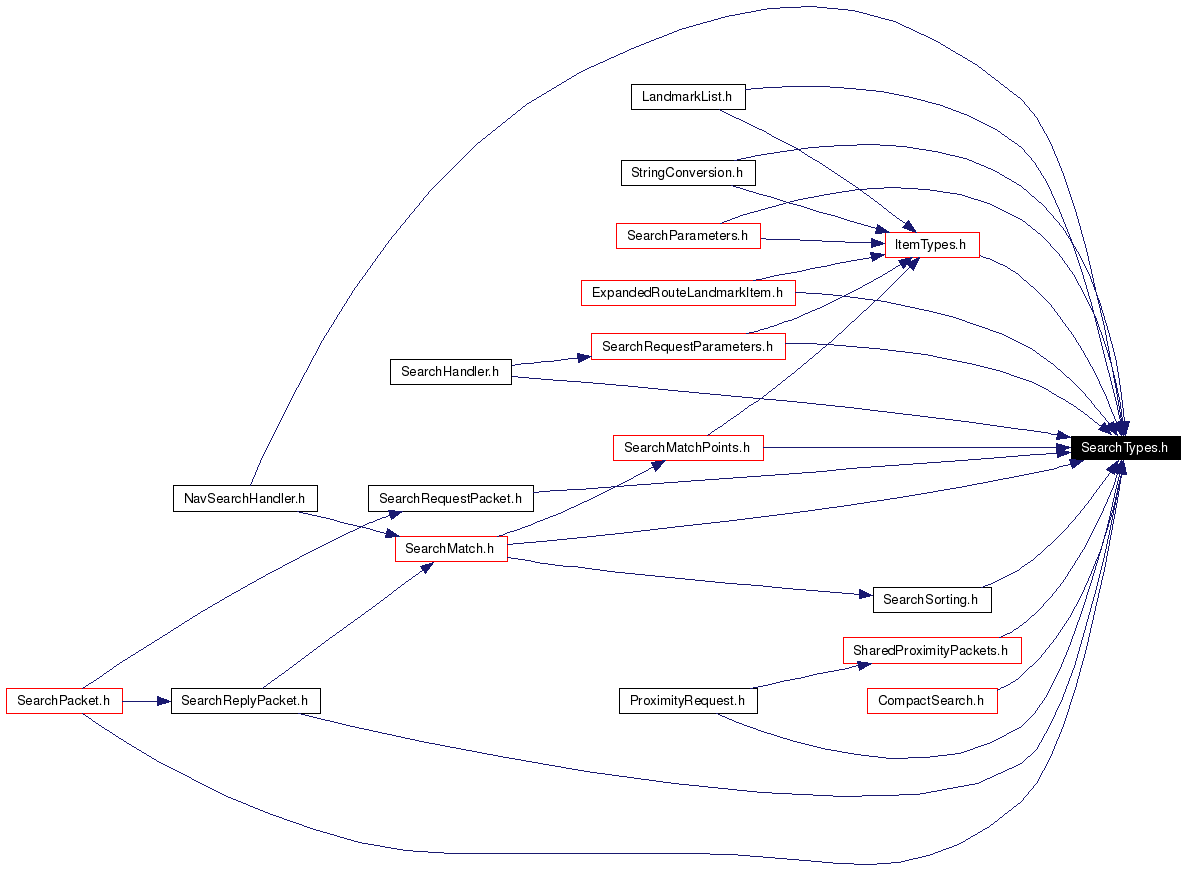 LandmarkList.h
StringConversion.h
SearchParameters.h
ItemTypes.h
ExpandedRouteLandmarkItem.h
SearchRequestParameters.h
SearchHandler.h
SearchMatchPoints.h
SearchTypes.h
NavSearchHandler.h
SearchRequestPacket.h
SearchMatch.h
SearchSorting.h
SharedProximityPackets.h
SearchPacket.h
SearchReplyPacket.h
ProximityRequest.h
CompactSearch.h